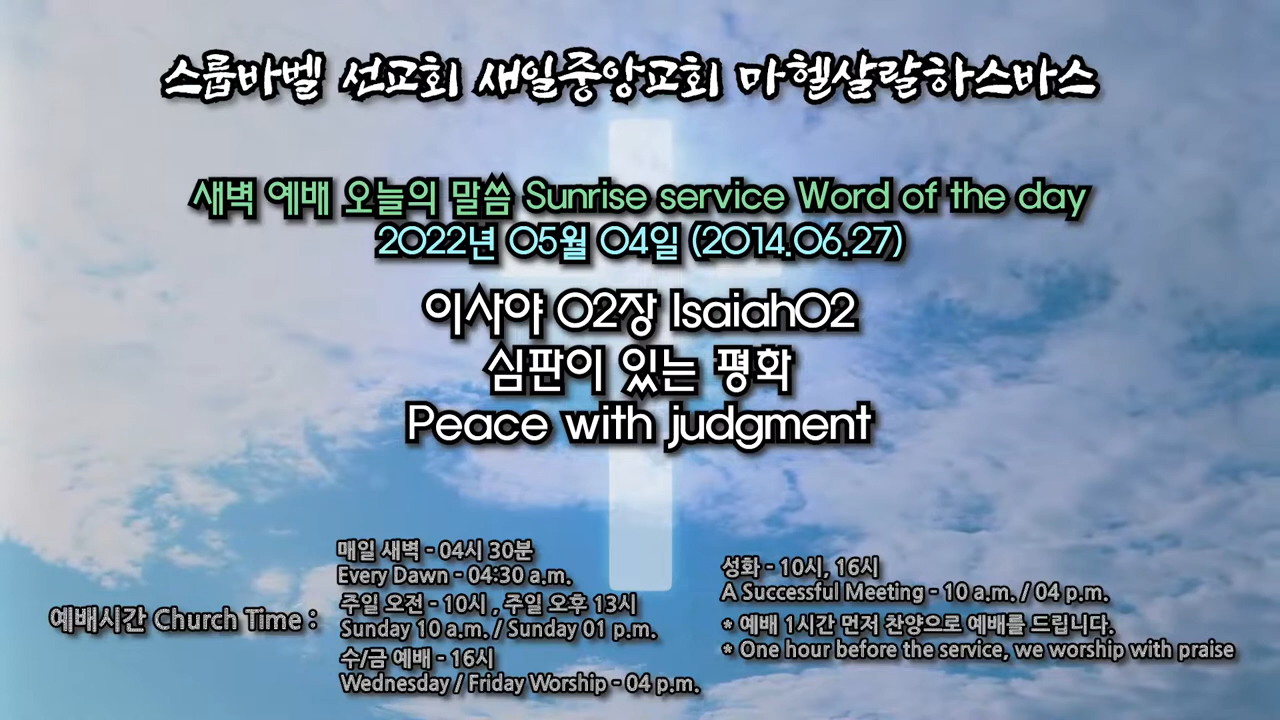 스룹바벨 선교회 새일중앙교회 마헬살랄하스바스
새벽 예배 오늘의 말씀 Sunrise service Word of the day
2022년 05월 04일 (2014.06.27)
이사야 02장 Isaiah02
심판이 있는 평화
Peace with judgment
예배시간 Church Time :
매일 새벽 - 04시 30분
Every Dawn - 04:30 a.m.
주일 오전 - 10시 , 주일 오후 13시
Sunday 10 a.m. / Sunday 01 p.m.
수/금 예배 - 16시
Wednesday / Friday Worship - 04 p.m.
성화 - 10시, 16시
A Successful Meeting - 10 a.m. / 04 p.m.
* 예배 1시간 먼저 찬양으로 예배를 드립니다.
* One hour before the service, we worship with praise